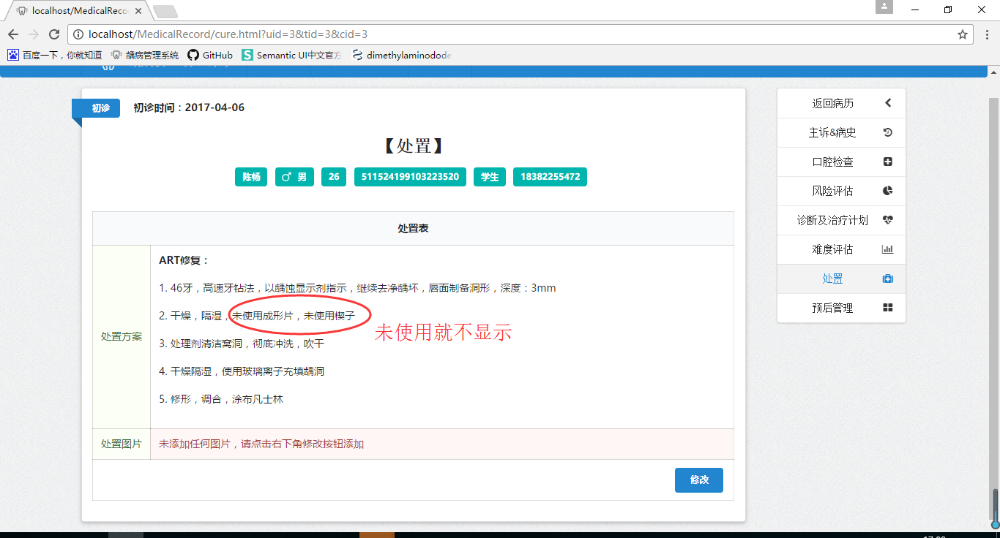 localhost/MedicalReco
localhost/MedicalRecord/cure.html?uid=3&tid=3&cid=3
百度一下，你就知道 龋病管理系统 GitHub Semantic UI中文官方 dimethylaminodode
初诊 初诊时间：2017-04-06
【处置】
陈畅 男 26 511524199103223520 学生 18382255472
处置表
处置方案
ART修复：
1. 46牙，高速牙钻法，以龋蚀显示剂指示，继续去净龋坏，唇面制备洞形，深度：3mm
2. 干燥，隔湿，未使用成形片，未使用楔子
未使用就不显示
3. 处理剂清洁窝洞，彻底冲洗，吹干
4. 干燥隔湿，使用玻璃离子充填龋洞
5. 修形，调合，涂布凡士林
处置图片 未添加任何图片，请点击右下角修改按钮添加
修改
返回病历
主诉&病史
口腔检查
风险评估
诊断及治疗计划
难度评估
处置
预后管理